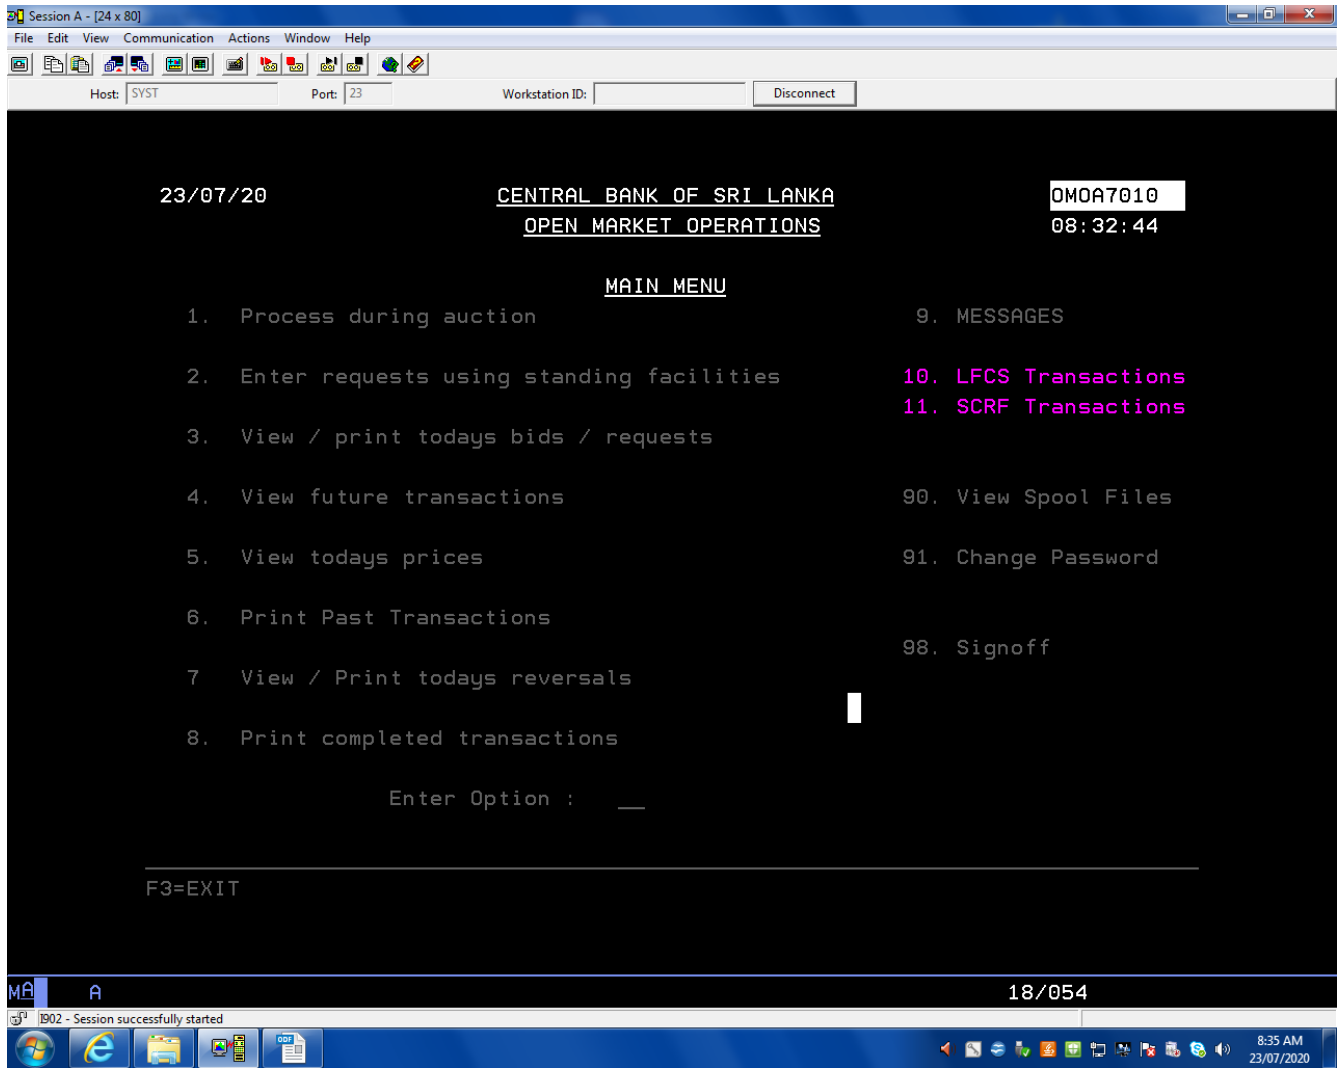 Session A - [24 x 80]
File Edit View Communication Actions Window Help
Host: SYST Port: 23 Workstation ID: Disconnect
23/07/20 CENTRAL BANK OF SRI LANKA OMOA7010
OPEN MARKET OPERATIONS 08:32:44
MAIN MENU
1. Process during auction 9. MESSAGES
2. Enter requests using standing facilities 10. LFCS Transactions
11. SCRF Transactions
3. View / print todays bids / requests
4. View future transactions 90. View Spool Files
5. View todays prices 91. Change Password
6. Print Past Transactions
98. Signoff
7 View / Print todays reversals
8. Print completed transactions
Enter Option : __
F3=EXIT
MA A 18/054
I902 - Session successfully started
8:35 AM
23/07/2020